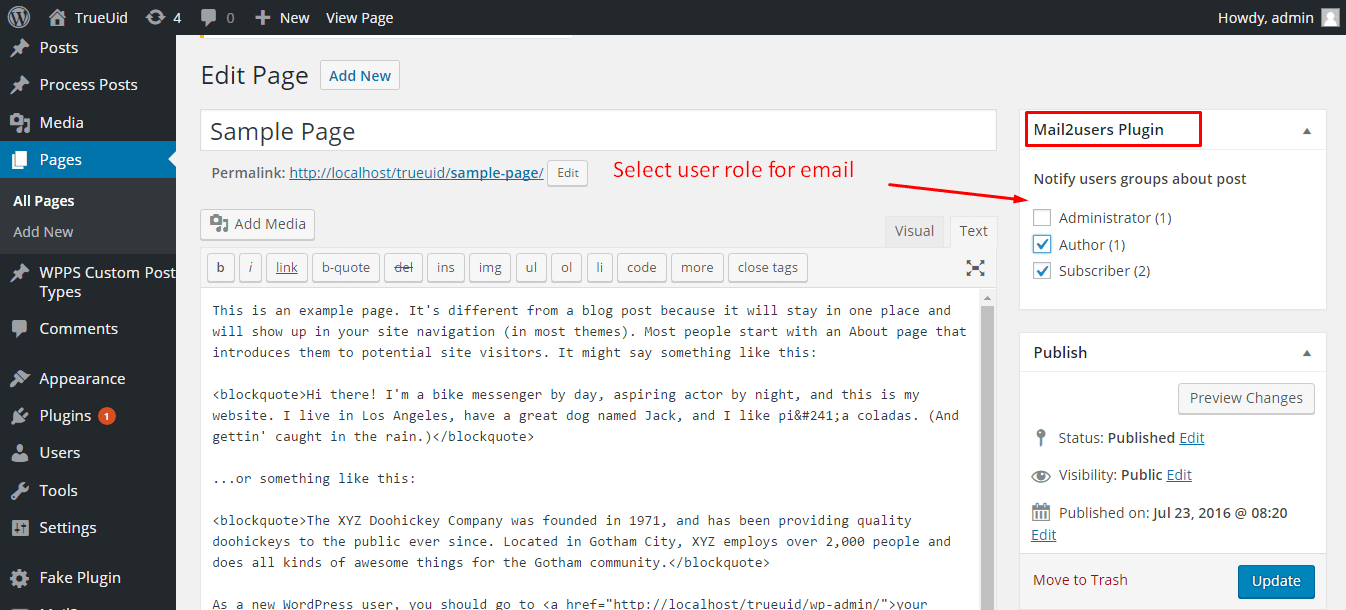 TrueUid 4 0 New View Page Howdy, admin
Posts
Process Posts
Media
Pages
All Pages
Add New
WPPS Custom Post
Types
Comments
Appearance
Plugins 1
Users
Tools
Settings
Fake Plugin
Edit Page Add New
Sample Page
Permalink: http://localhost/trueuid/sample-page/ Edit
Select user role for email
Add Media
Visual Text
b i link b-quote del ins img ul ol li code more close tags
This is an example page. It's different from a blog post because it will stay in one place and
will show up in your site navigation (in most themes). Most people start with an About page that
introduces them to potential site visitors. It might say something like this:
<blockquote>Hi there! I'm a bike messenger by day, aspiring actor by night, and this is my
website. I live in Los Angeles, have a great dog named Jack, and I like pi&#241;a coladas. (And
gettin' caught in the rain.)</blockquote>
...or something like this:
<blockquote>The XYZ Doohickey Company was founded in 1971, and has been providing quality
doohickeys to the public ever since. Located in Gotham City, XYZ employs over 2,000 people and
does all kinds of awesome things for the Gotham community.</blockquote>
As a new WordPress user, you should go to <a href="http://localhost/trueuid/wp-admin/">your
Mail2users Plugin
Notify users groups about post
Administrator (1)
Author (1)
Subscriber (2)
Publish
Preview Changes
Status: Published Edit
Visibility: Public Edit
Published on: Jul 23, 2016 @ 08:20
Edit
Move to Trash Update